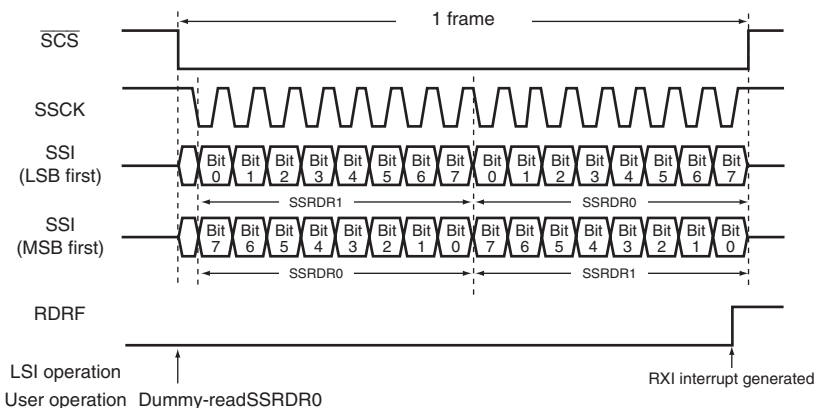 1 frame
SCS
SSCK
SSI
(LSB first)
Bit 0 Bit 1 Bit 2 Bit 3 Bit 4 Bit 5 Bit 6 Bit 7 Bit 0 Bit 1 Bit 2 Bit 3 Bit 4 Bit 5 Bit 6 Bit 7
SSRDR1 SSRDR0
SSI
(MSB first)
Bit 7 Bit 6 Bit 5 Bit 4 Bit 3 Bit 2 Bit 1 Bit 0 Bit 7 Bit 6 Bit 5 Bit 4 Bit 3 Bit 2 Bit 1 Bit 0
SSRDR0 SSRDR1
RDRF
LSI operation
RXI interrupt generated
User operation Dummy-readSSRDR0